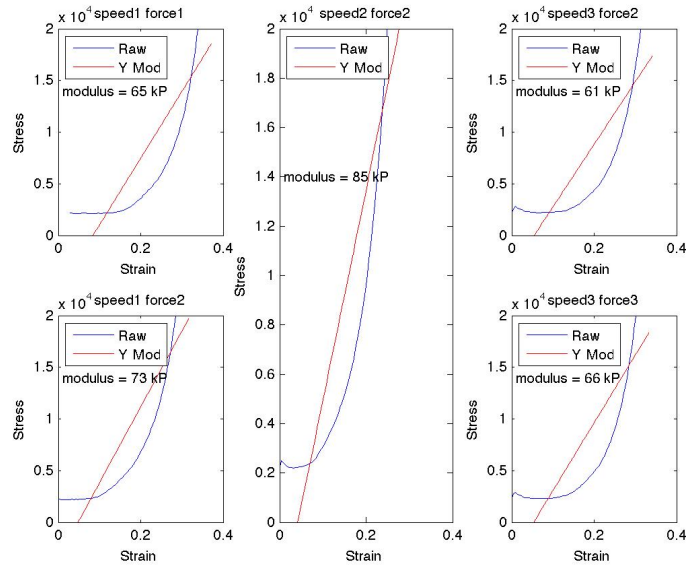 x 10^4 speed1 force1
2
1.5
1
0.5
0
Stress
Raw
Y Mod
modulus = 65 kP
0 0.2 0.4
Strain
x 10^4 speed1 force2
2
1.5
1
0.5
0
Stress
Raw
Y Mod
modulus = 73 kP
0 0.2 0.4
Strain
x 10^4 speed2 force2
2
1.8
1.6
1.4
1.2
1
0.8
0.6
0.4
0.2
0
Stress
Raw
Y Mod
modulus = 85 kP
0 0.2 0.4
Strain
x 10^4 speed3 force2
2
1.5
1
0.5
0
Stress
Raw
Y Mod
modulus = 61 kP
0 0.2 0.4
Strain
x 10^4 speed3 force3
2
1.5
1
0.5
0
Stress
Raw
Y Mod
modulus = 66 kP
0 0.2 0.4
Strain